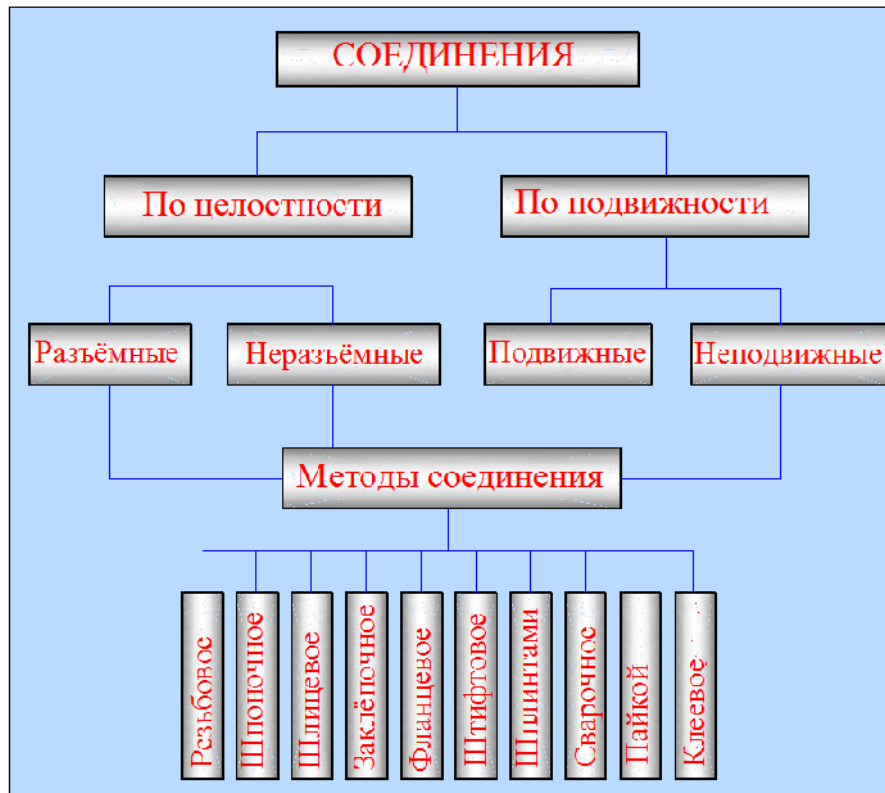 СОЕДИНЕНИЯ
По целостности
По подвижности
Разъёмные
Неразъёмные
Подвижные
Неподвижные
Методы соединения
Резьбовое
Шпоночное
Шлицевое
Заклёпочное
Фланцевое
Штифтовое
Шплинтами
Сварочное
Пайкой
Клеевое